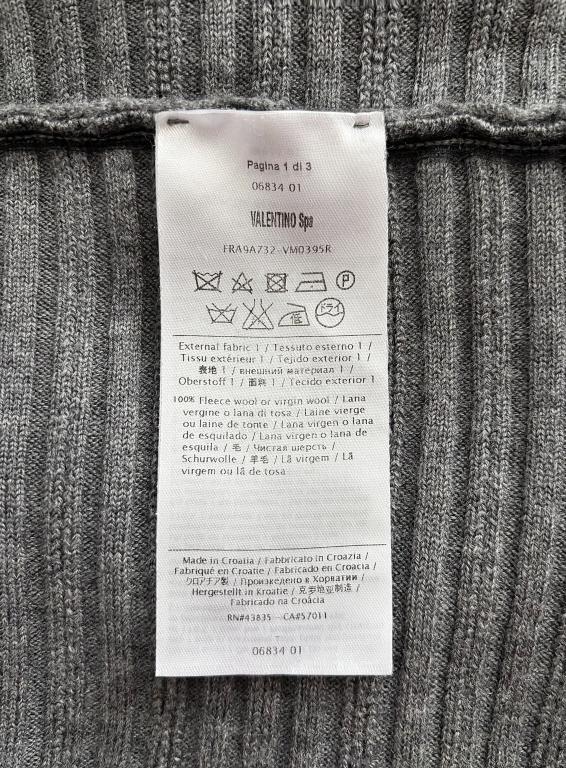 Pagina 1 di 3
06834 01
VALENTINO Spa
FRA9A732-VM0395R
P
低 ドライ
External fabric 1 / Tessuto esterno 1 /
Tissu extérieur 1 / Tejido exterior 1 /
表地 1 / внешний материал 1 /
Oberstoff 1 / 面料 1 / Tecido exterior 1
100% Fleece wool or virgin wool / Lana
vergine o lana di tosa / Laine vierge
ou laine de tonte / Lana virgen o lana
de esquilado / Lana virgen o lana de
esquila / 毛 / Чистая шерсть /
Schurwolle / 羊毛 / Lã virgem / Lã
virgem ou lã de tosa
Made in Croatia / Fabbricato in Croazia /
Fabriqué en Croatie / Fabricado en Croacia /
クロアチア製 / Произведено в Хорватии /
Hergestellt in Kroatie / 克罗地亚制造 /
Fabricado na Croácia
RN#43835 - CA#57011
06834 01